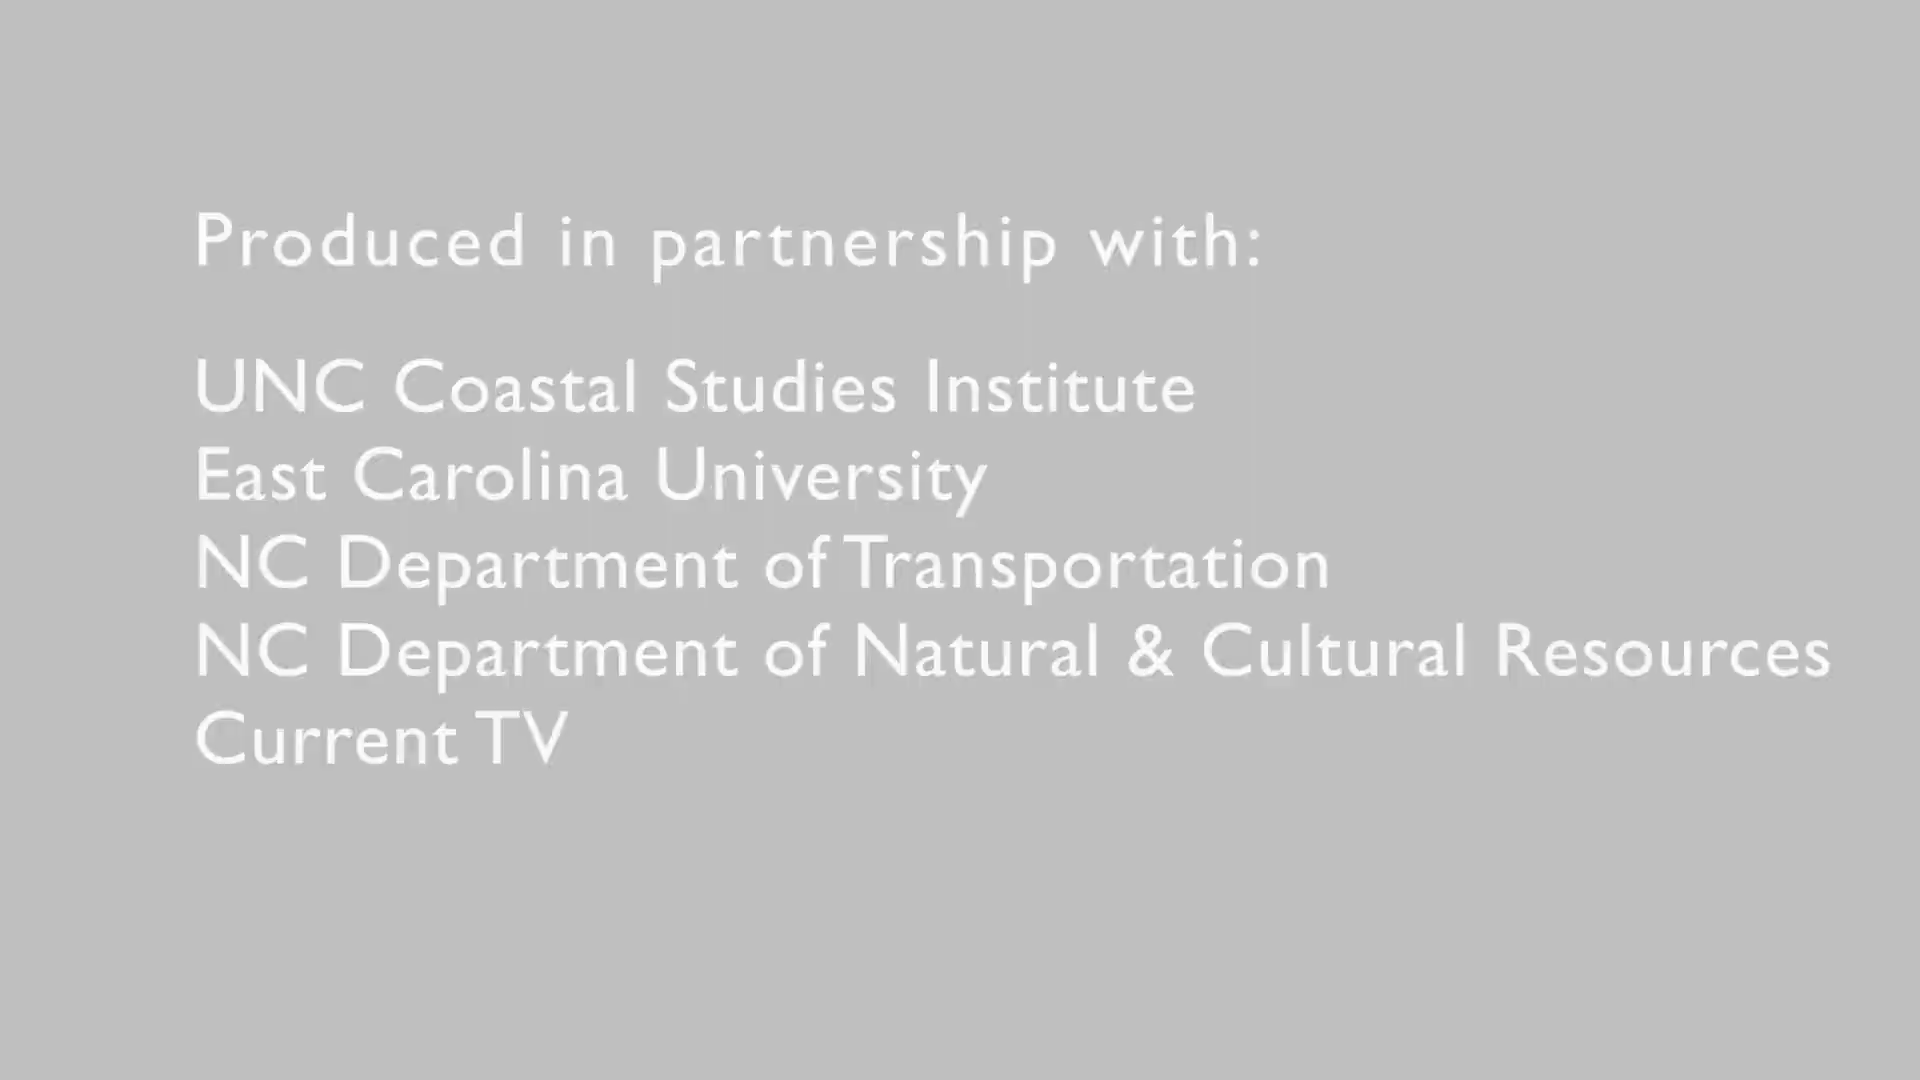 Produced in partnership with:
UNC Coastal Studies Institute
East Carolina University
NC Department of Transportation
NC Department of Natural & Cultural Resources
Current TV